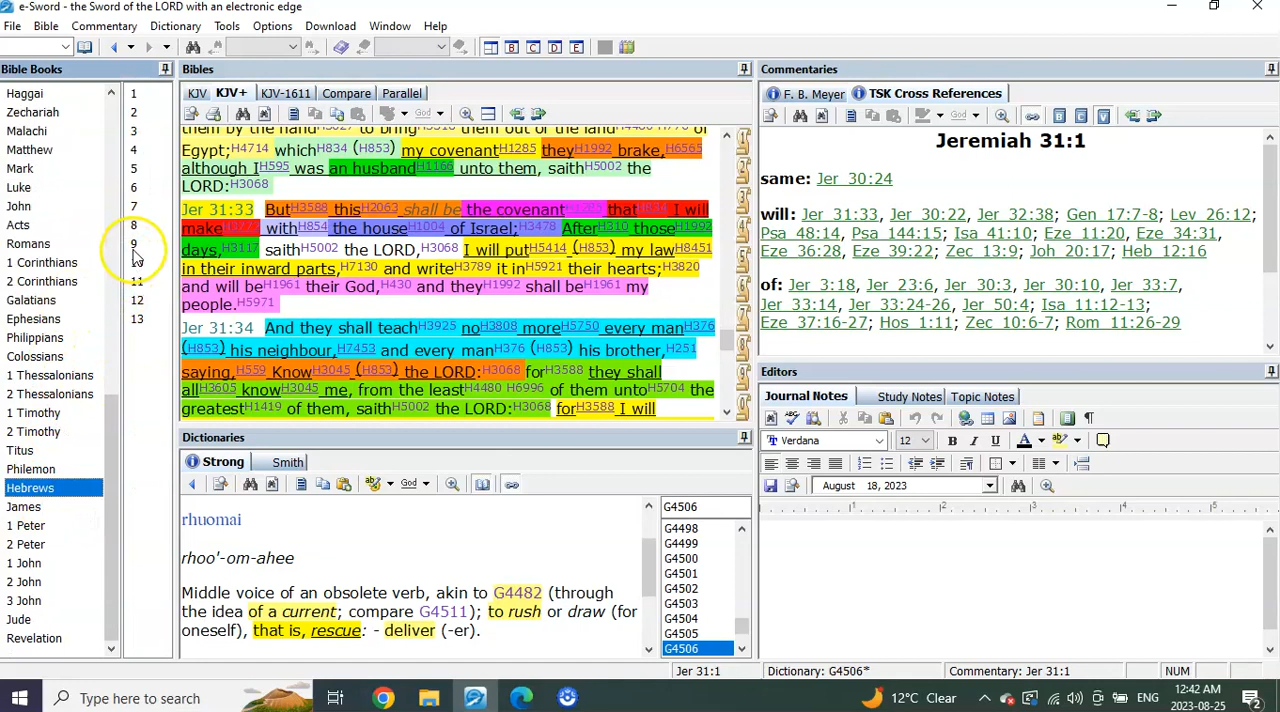 e-Sword - the Sword of the LORD with an electronic edge
File Bible Commentary Dictionary Tools Options Download Window Help
B C D E
Bible Books
Haggai 1
Zechariah 2
Malachi 3
Matthew 4
Mark 5
Luke 6
John 7
Acts 8
Romans 9
1 Corinthians 10
2 Corinthians 11
Galatians 12
Ephesians 13
Philippians
Colossians
1 Thessalonians
2 Thessalonians
1 Timothy
2 Timothy
Titus
Philemon
Hebrews
James
1 Peter
2 Peter
1 John
2 John
3 John
Jude
Revelation
Bibles
KJV KJV+ KJV-1611 Compare Parallel
God
Egypt;H4714 which H834 (H853) my covenant H1285 they H1992 brake, H6565
although I H595 was an husband H1166 unto them, saith H5002 the
LORD: H3068
Jer 31:33 But H3588 this H2063 shall be the covenant that I will
make with H854 the house H1004 of Israel; H3478 After H310 those H1992
days, H3117 saith H5002 the LORD, H3068 I will put H5414 (H853) my law H8451
in their inward parts, H7130 and write H3789 it in H5921 their hearts; H3820
and will be H1961 their God, H430 and they H1992 shall be H1961 my
people. H5971
Jer 31:34 And they shall teach H3925 no H3808 more H5750 every man H376
(H853) his neighbour, H7453 and every man H376 (H853) his brother, H251
saying, H559 Know H3045 (H853) the LORD: H3068 for H3588 they shall
all H3605 know H3045 me, from the least H4480 H6996 of them unto H5704 the
greatest H1419 of them, saith H5002 the LORD: H3068 for H3588 I will
Dictionaries
Strong Smith
God
rhuomai
rhoo'-om-ahee
Middle voice of an obsolete verb, akin to G4482 (through
the idea of a current; compare G4511); to rush or draw (for
oneself), that is, rescue: - deliver (-er).
G4506
G4498
G4499
G4500
G4501
G4502
G4503
G4504
G4505
G4506
Commentaries
F. B. Meyer TSK Cross References
God B C V
Jeremiah 31:1
same: Jer 30:24
will: Jer 31:33, Jer 30:22, Jer 32:38; Gen 17:7-8; Lev 26:12;
Psa 48:14, Psa 144:15; Isa 41:10; Eze 11:20, Eze 34:31,
Eze 36:28, Eze 39:22; Zec 13:9; Joh 20:17; Heb 12:16
of: Jer 3:18, Jer 23:6, Jer 30:3, Jer 30:10, Jer 33:7,
Jer 33:14, Jer 33:24-26, Jer 50:4; Isa 11:12-13;
Eze 37:16-27; Hos 1:11; Zec 10:6-7; Rom 11:26-29
Editors
Journal Notes Study Notes Topic Notes
Verdana 12 B I U A ab
August 18, 2023
1 2 3 4 5
Jer 31:1 Dictionary: G4506* Commentary: Jer 31:1 NUM
Type here to search
12°C Clear ENG 12:42 AM
2023-08-25 2